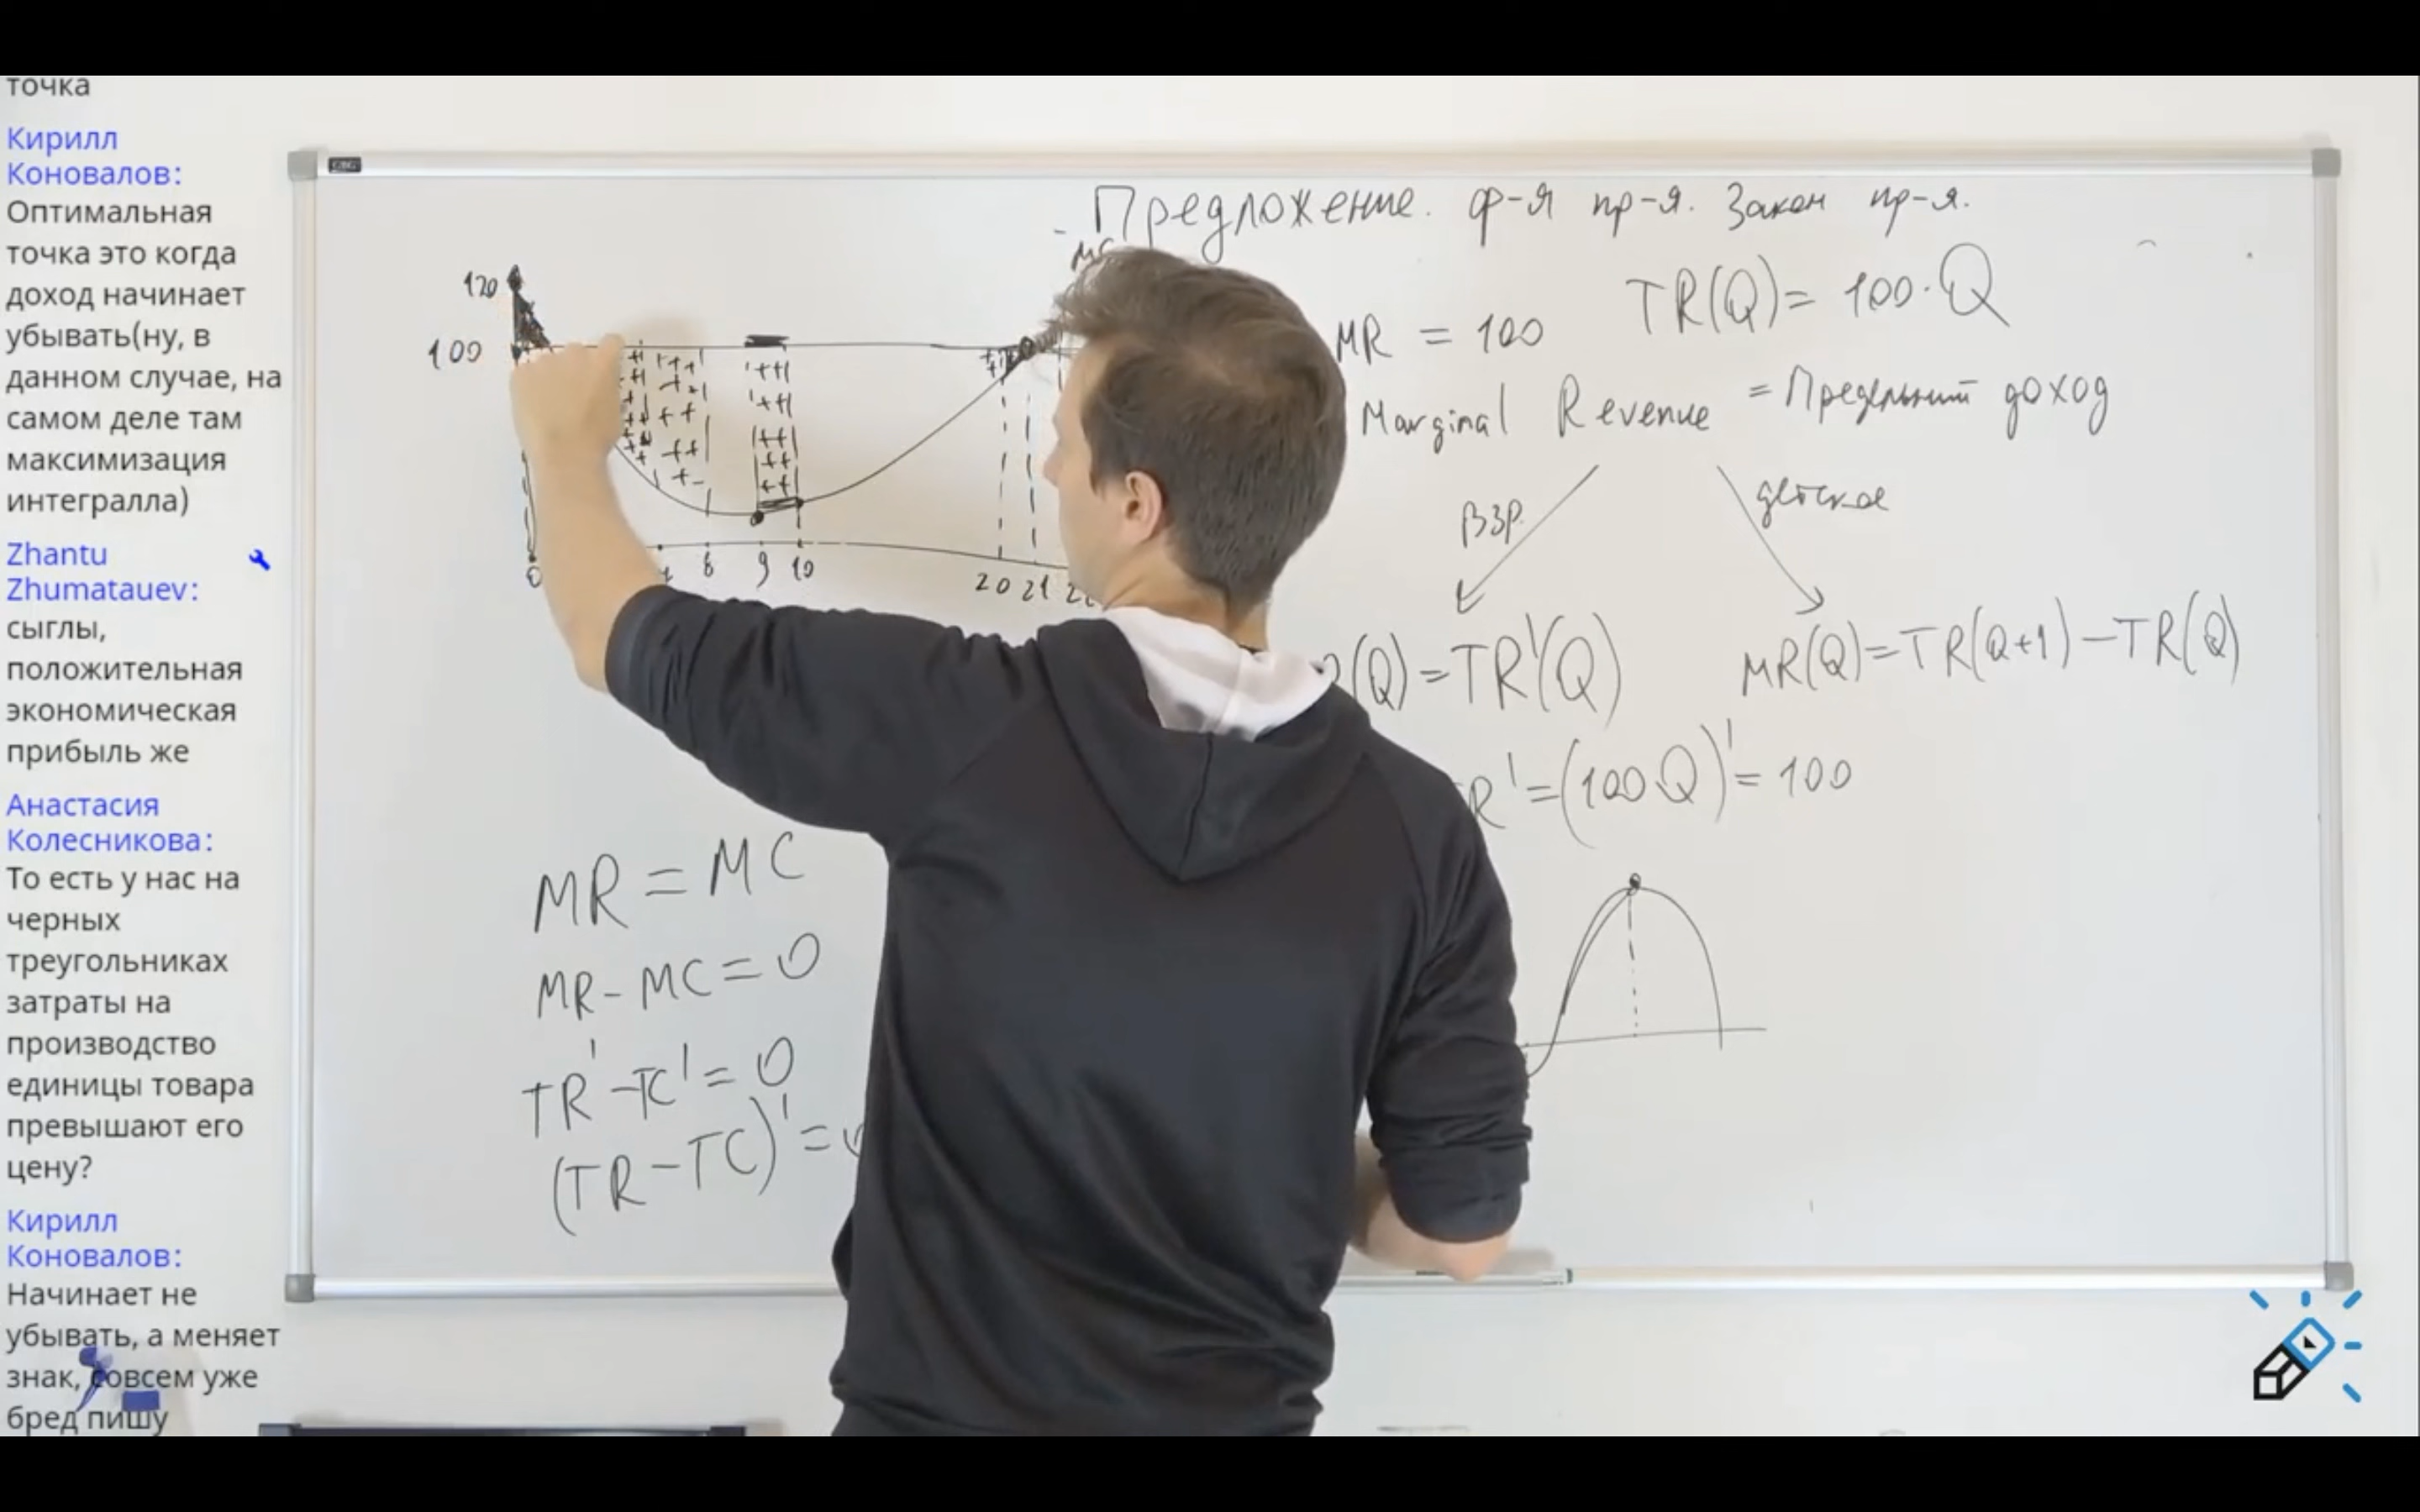 точка
Кирилл
Коновалов:
Оптимальная
точка это когда
доход начинает
убывать(ну, в
данном случае, на
самом деле там
максимизация
интегралла)
Zhantu
Zhumatauev:
сыглы,
положительная
экономическая
прибыль же
Анастасия
Колесникова:
То есть у нас на
черных
треугольниках
затраты на
производство
единицы товара
превышают его
цену?
Кирилл
Коновалов:
Начинает не
убывать, а меняет
знак, совсем уже
бред пишу
Предложение. ф-я пр-я. Закон пр-я.
120
100
0
8 9 10
20 21
MR = 100
TR(Q) = 100·Q
Marginal Revenue = Предельный доход
взр.
детское
(Q) = TR'(Q)
MR(Q) = TR(Q+1) – TR(Q)
R' = (100Q)' = 100
MR = MC
MR - MC = 0
TR' - TC' = 0
(TR - TC)' =